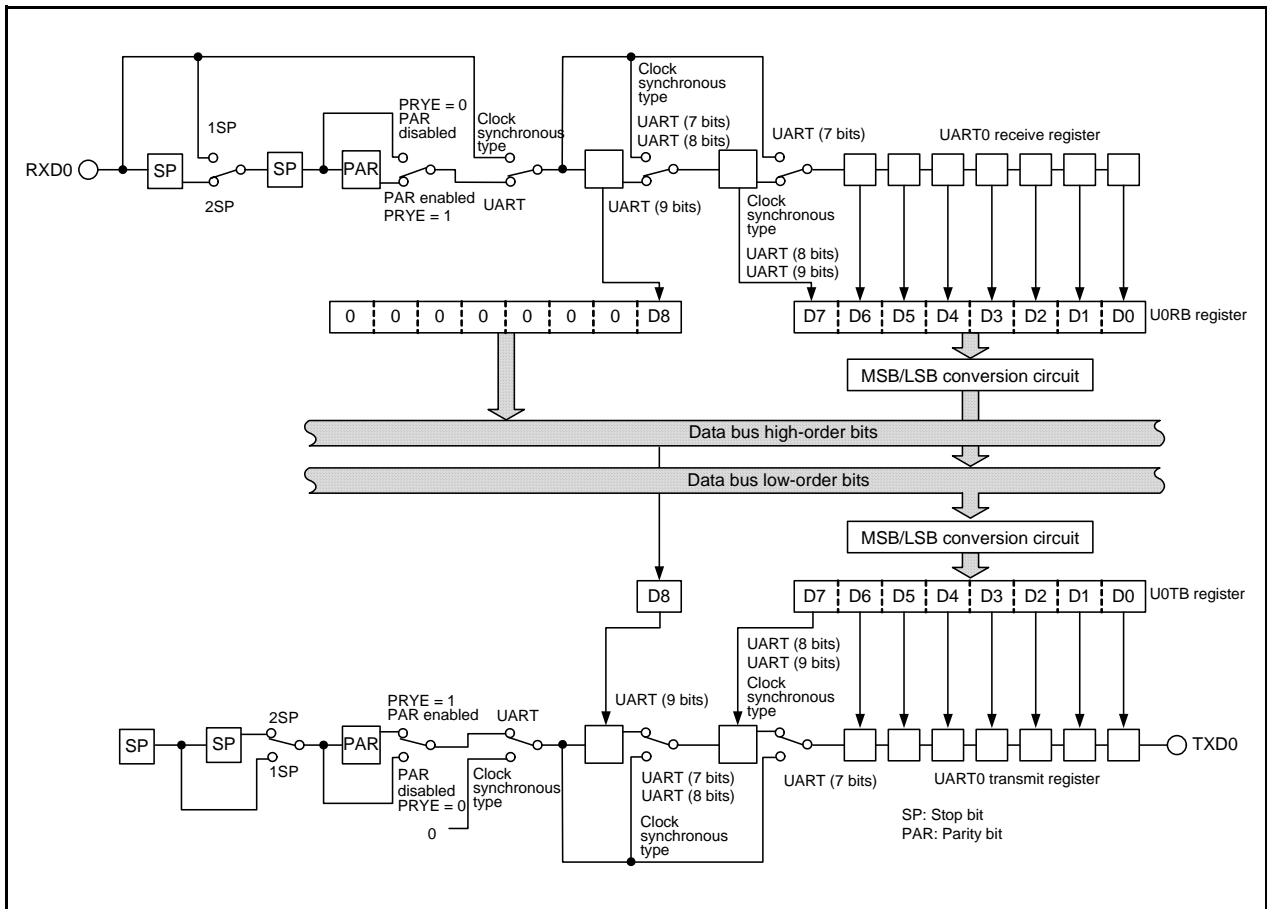 Clock
synchronous
type
PRYE = 0
PAR
disabled
Clock
synchronous
type
1SP
UART (7 bits)
UART (8 bits)
UART (7 bits)
UART0 receive register
RXD0
SP
SP
PAR
2SP
PAR enabled
PRYE = 1
UART
UART (9 bits)
Clock
synchronous
type
UART (8 bits)
UART (9 bits)
0 0 0 0 0 0 0 D8
D7 D6 D5 D4 D3 D2 D1 D0
U0RB register
MSB/LSB conversion circuit
Data bus high-order bits
Data bus low-order bits
MSB/LSB conversion circuit
D8
D7 D6 D5 D4 D3 D2 D1 D0
U0TB register
UART (8 bits)
UART (9 bits)
Clock
synchronous
type
UART (9 bits)
PRYE = 1
PAR enabled
UART
2SP
SP
SP
PAR
TXD0
1SP
PAR
disabled
PRYE = 0
Clock
synchronous
type
0
UART (7 bits)
UART (8 bits)
Clock
synchronous
type
UART (7 bits)
UART0 transmit register
SP: Stop bit
PAR: Parity bit